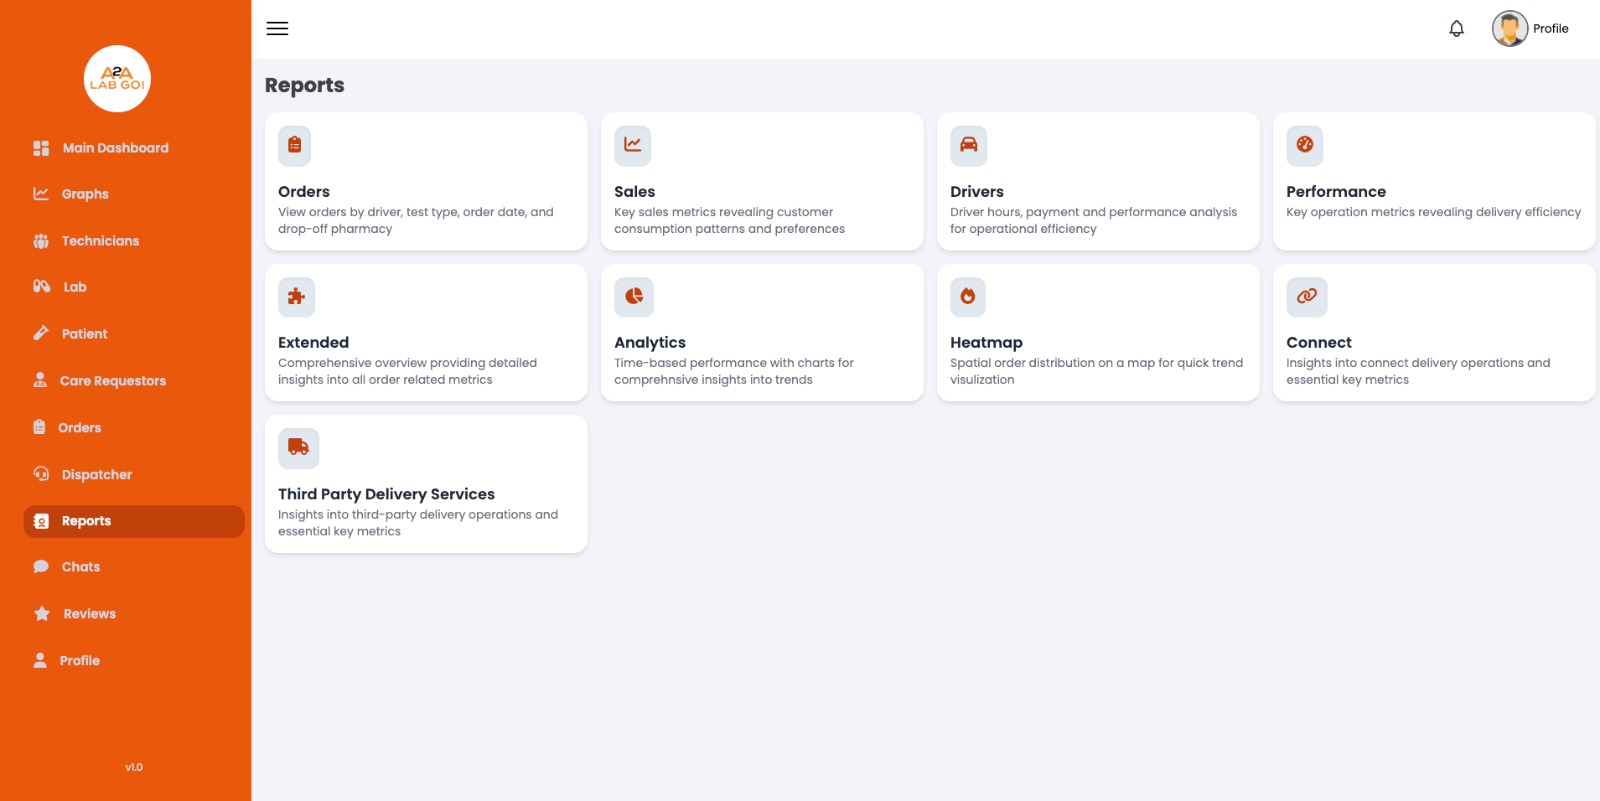 A2A
LAB GO!
Main Dashboard
Graphs
Technicians
Lab
Patient
Care Requestors
Orders
Dispatcher
Reports
Chats
Reviews
Profile
v1.0
Profile
Reports
Orders
View orders by driver, test type, order date, and
drop-off pharmacy
Sales
Key sales metrics revealing customer
consumption patterns and preferences
Drivers
Driver hours, payment and performance analysis
for operational efficiency
Performance
Key operation metrics revealing delivery efficiency
Extended
Comprehensive overview providing detailed
insights into all order related metrics
Analytics
Time-based performance with charts for
comprehnsive insights into trends
Heatmap
Spatial order distribution on a map for quick trend
visulization
Connect
Insights into connect delivery operations and
essential key metrics
Third Party Delivery Services
Insights into third-party delivery operations and
essential key metrics